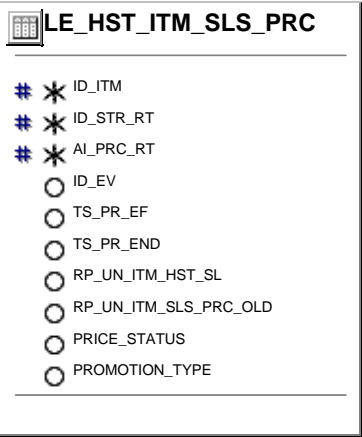 LE_HST_ITM_SLS_PRC
# * ID_ITM
# * ID_STR_RT
# * AI_PRC_RT
ID_EV
TS_PR_EF
TS_PR_END
RP_UN_ITM_HST_SL
RP_UN_ITM_SLS_PRC_OLD
PRICE_STATUS
PROMOTION_TYPE